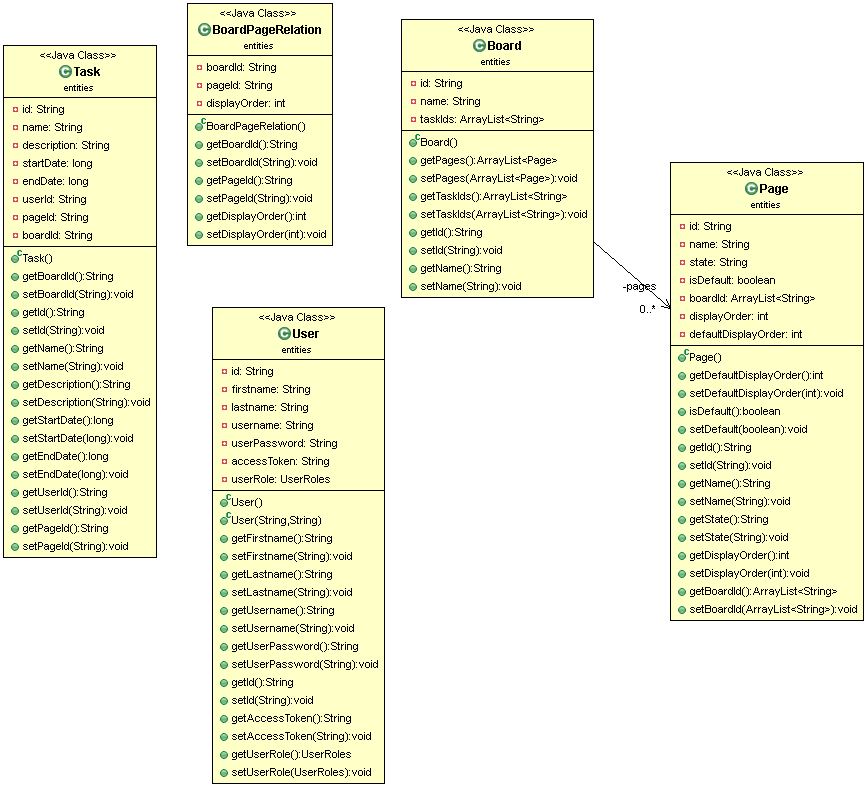 <<Java Class>>
Task
entities
id: String
name: String
description: String
startDate: long
endDate: long
userId: String
pageId: String
boardId: String
Task()
getBoardId():String
setBoardId(String):void
getId():String
setId(String):void
getName():String
setName(String):void
getDescription():String
setDescription(String):void
getStartDate():long
setStartDate(long):void
getEndDate():long
setEndDate(long):void
getUserId():String
setUserId(String):void
getPageId():String
setPageId(String):void
<<Java Class>>
BoardPageRelation
entities
boardId: String
pageId: String
displayOrder: int
BoardPageRelation()
getBoardId():String
setBoardId(String):void
getPageId():String
setPageId(String):void
getDisplayOrder():int
setDisplayOrder(int):void
<<Java Class>>
User
entities
id: String
firstname: String
lastname: String
username: String
userPassword: String
accessToken: String
userRole: UserRoles
User()
User(String,String)
getFirstname():String
setFirstname(String):void
getLastname():String
setLastname(String):void
getUsername():String
setUsername(String):void
getUserPassword():String
setUserPassword(String):void
getId():String
setId(String):void
getAccessToken():String
setAccessToken(String):void
getUserRole():UserRoles
setUserRole(UserRoles):void
<<Java Class>>
Board
entities
id: String
name: String
taskIds: ArrayList<String>
Board()
getPages():ArrayList<Page>
setPages(ArrayList<Page>):void
getTaskIds():ArrayList<String>
setTaskIds(ArrayList<String>):void
getId():String
setId(String):void
getName():String
setName(String):void
-pages
0..*
<<Java Class>>
Page
entities
id: String
name: String
state: String
isDefault: boolean
boardId: ArrayList<String>
displayOrder: int
defaultDisplayOrder: int
Page()
getDefaultDisplayOrder():int
setDefaultDisplayOrder(int):void
isDefault():boolean
setDefault(boolean):void
getId():String
setId(String):void
getName():String
setName(String):void
getState():String
setState(String):void
getDisplayOrder():int
setDisplayOrder(int):void
getBoardId():ArrayList<String>
setBoardId(ArrayList<String>):void